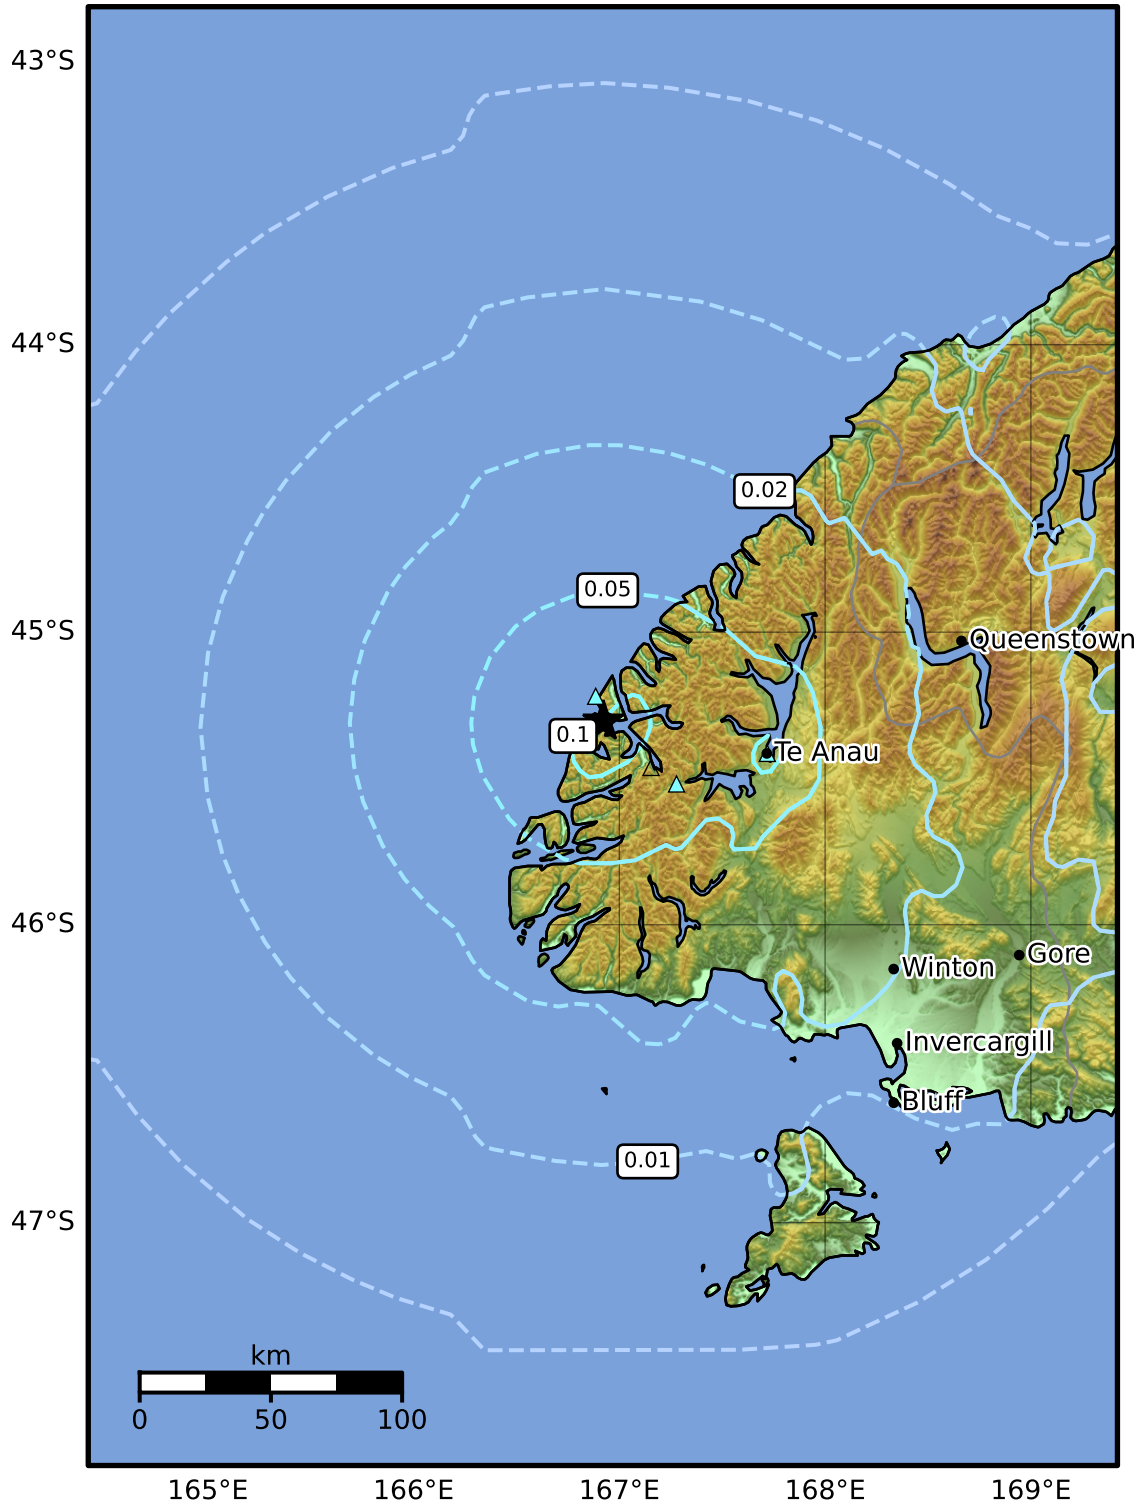 43°S
44°S
0.02
0.05
45°S
Queenstown
0.1
Te Anau
46°S
Gore
Winton
Invercargill
Bluff
0.01
47°S
km
0 50 100
165°E 166°E 167°E 168°E 169°E